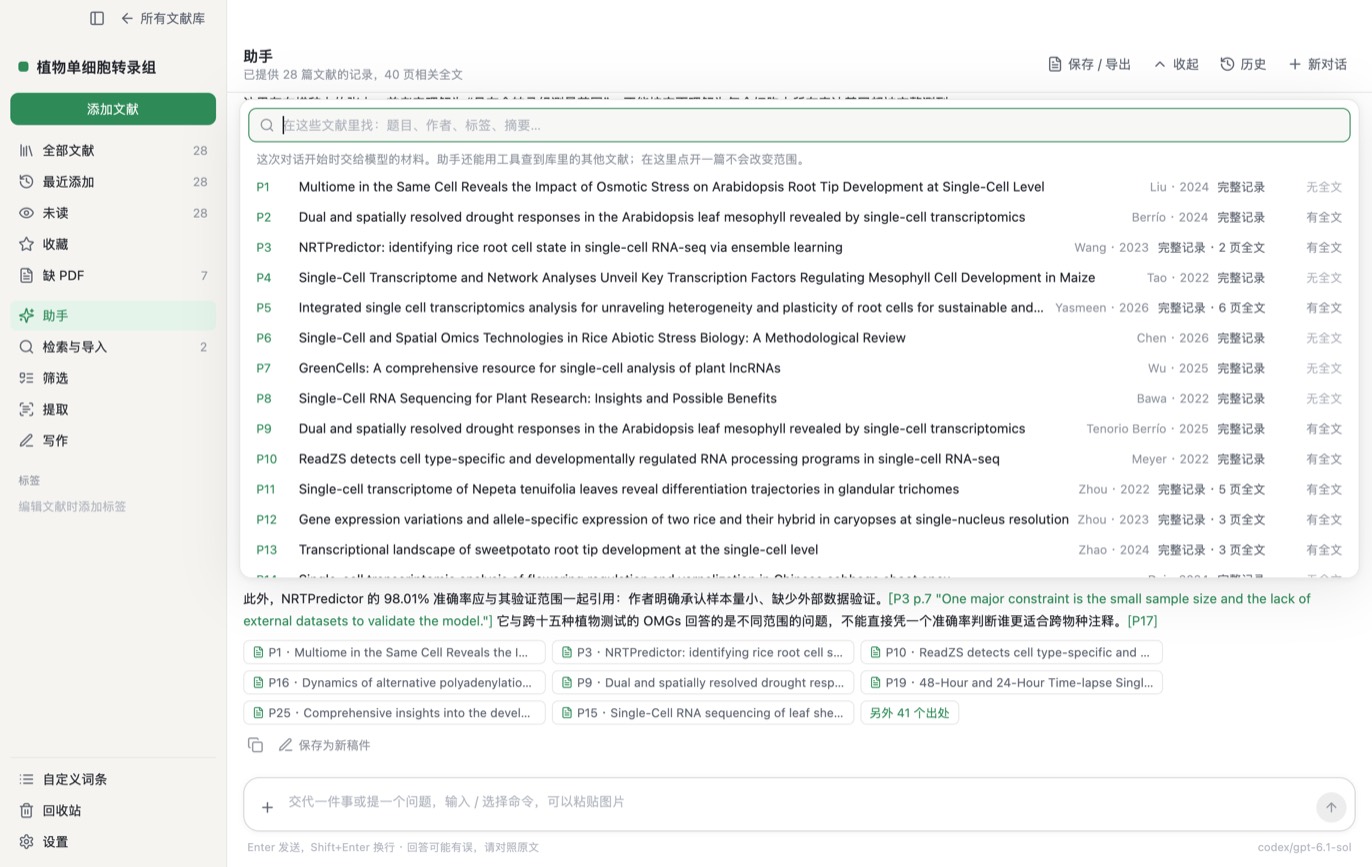 所有文献库
植物单细胞转录组
添加文献
全部文献 28
最近添加 28
未读 28
收藏
缺 PDF 7
助手
检索与导入 2
筛选
提取
写作
标签
编辑文献时添加标签
自定义词条
回收站
设置
助手
已提供 28 篇文献的记录，40 页相关全文
保存 / 导出 收起 历史 新对话
在这些文献里找：题目、作者、标签、摘要…
这次对话开始时交给模型的材料。助手还能用工具查到库里的其他文献；在这里点开一篇不会改变范围。
P1 Multiome in the Same Cell Reveals the Impact of Osmotic Stress on Arabidopsis Root Tip Development at Single-Cell Level Liu · 2024 完整记录 无全文
P2 Dual and spatially resolved drought responses in the Arabidopsis leaf mesophyll revealed by single-cell transcriptomics Berrío · 2024 完整记录 有全文
P3 NRTPredictor: identifying rice root cell state in single-cell RNA-seq via ensemble learning Wang · 2023 完整记录 · 2 页全文 有全文
P4 Single-Cell Transcriptome and Network Analyses Unveil Key Transcription Factors Regulating Mesophyll Cell Development in Maize Tao · 2022 完整记录 无全文
P5 Integrated single cell transcriptomics analysis for unraveling heterogeneity and plasticity of root cells for sustainable and... Yasmeen · 2026 完整记录 · 6 页全文 有全文
P6 Single-Cell and Spatial Omics Technologies in Rice Abiotic Stress Biology: A Methodological Review Chen · 2026 完整记录 无全文
P7 GreenCells: A comprehensive resource for single-cell analysis of plant lncRNAs Wu · 2025 完整记录 无全文
P8 Single-Cell RNA Sequencing for Plant Research: Insights and Possible Benefits Bawa · 2022 完整记录 无全文
P9 Dual and spatially resolved drought responses in the Arabidopsis leaf mesophyll revealed by single-cell transcriptomics Tenorio Berrío · 2025 完整记录 有全文
P10 ReadZS detects cell type-specific and developmentally regulated RNA processing programs in single-cell RNA-seq Meyer · 2022 完整记录 有全文
P11 Single-cell transcriptome of Nepeta tenuifolia leaves reveal differentiation trajectories in glandular trichomes Zhou · 2022 完整记录 · 5 页全文 有全文
P12 Gene expression variations and allele-specific expression of two rice and their hybrid in caryopses at single-nucleus resolution Zhou · 2023 完整记录 · 3 页全文 有全文
P13 Transcriptional landscape of sweetpotato root tip development at the single-cell level Zhao · 2024 完整记录 · 3 页全文 有全文
此外，NRTPredictor 的 98.01% 准确率应与其验证范围一起引用：作者明确承认样本量小、缺少外部数据验证。[P3 p.7 "One major constraint is the small sample size and the lack of
external datasets to validate the model."] 它与跨十五种植物测试的 OMGs 回答的是不同范围的问题，不能直接凭一个准确率判断谁更适合跨物种注释。[P17]
P1 · Multiome in the Same Cell Reveals the I... P3 · NRTPredictor: identifying rice root cell s... P10 · ReadZS detects cell type-specific and ...
P16 · Dynamics of alternative polyadenylatio... P9 · Dual and spatially resolved drought resp... P19 · 48-Hour and 24-Hour Time-lapse Singl...
P25 · Comprehensive insights into the devel... P15 · Single-Cell RNA sequencing of leaf she... 另外 41 个出处
保存为新稿件
交代一件事或提一个问题，输入 / 选择命令，可以粘贴图片
Enter 发送，Shift+Enter 换行 · 回答可能有误，请对照原文
codex/gpt-6.1-sol